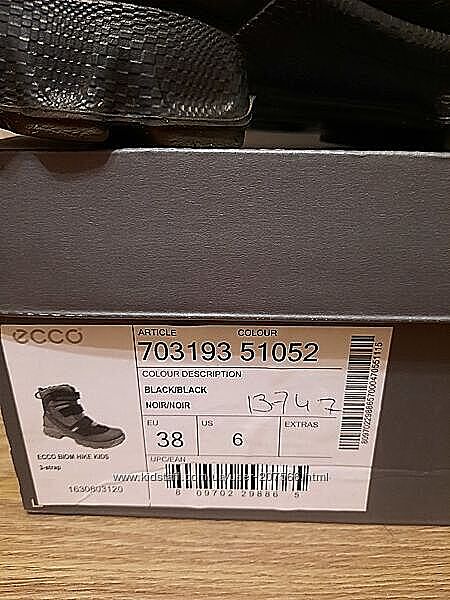 ecco
ARTICLE COLOUR
703193 51052
COLOUR DESCRIPTION
BLACK/BLACK
NOIR/NOIR
13747
EU 38
US 6
EXTRAS
ECCO BIOM HIKE KIDS
3-strap
1630603120
UPC/EAN
8 09702 29886 5